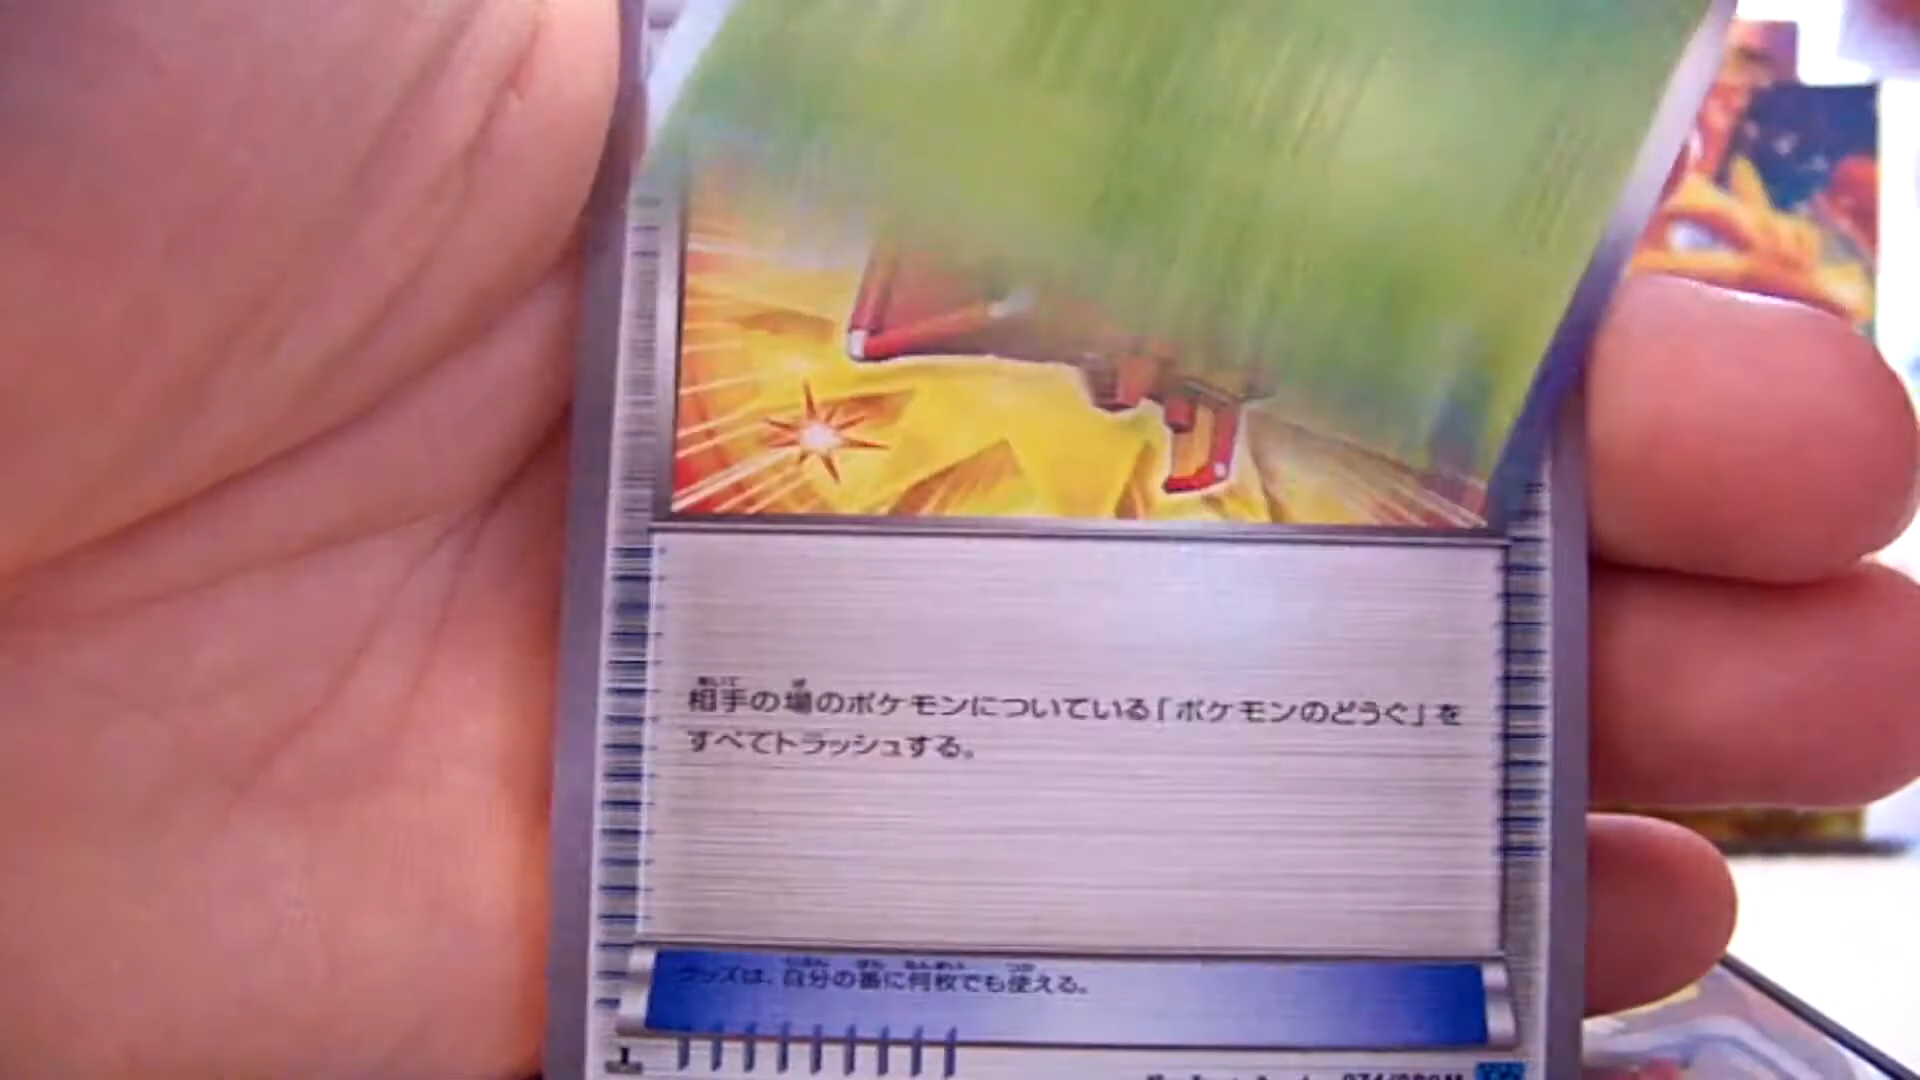 相手の場のポケモンについている「ポケモンのどうぐ」を
すべてトラッシュする。
グッズは、自分の番に何枚でも使える。